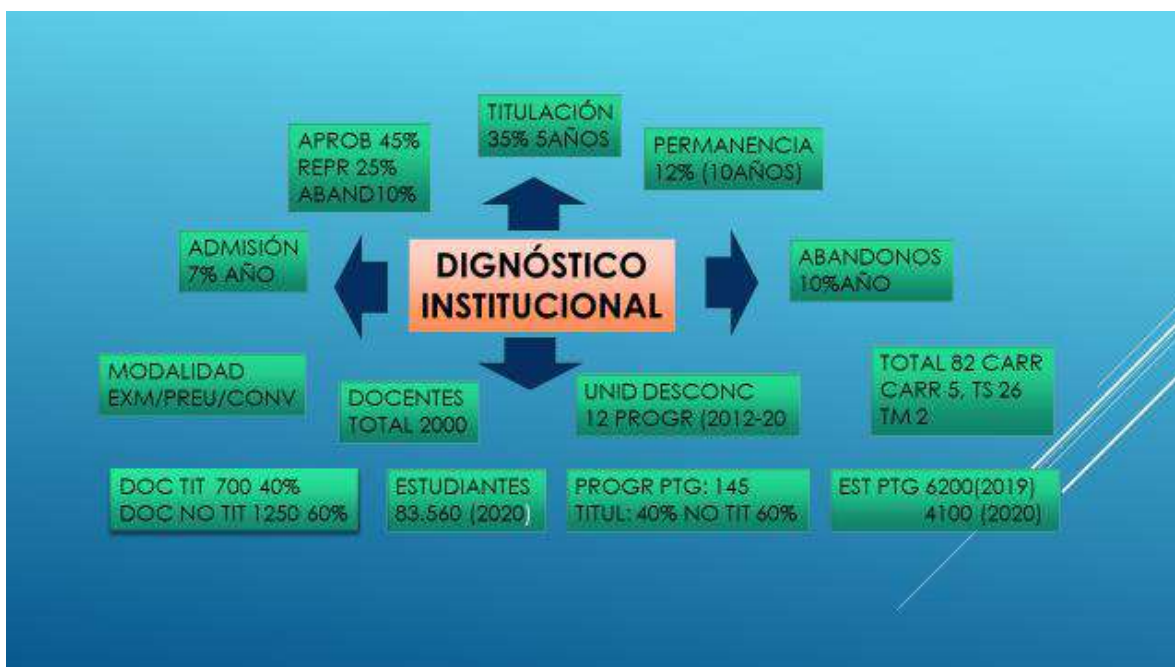 TITULACIÓN
35% 5AÑOS
APROB 45%
REPR 25%
ABAND10%
PERMANENCIA
12% (10AÑOS)
ADMISIÓN
7% AÑO
DIGNÓSTICO
INSTITUCIONAL
ABANDONOS
10%AÑO
MODALIDAD
EXM/PREU/CONV
DOCENTES
TOTAL 2000
UNID DESCONC
12 PROGR (2012-20
TOTAL 82 CARR
CARR 5, TS 26
TM 2
DOC TIT 700 40%
DOC NO TIT 1250 60%
ESTUDIANTES
83.560 (2020)
PROGR PTG: 145
TITUL: 40% NO TIT 60%
EST PTG 6200(2019)
4100 (2020)